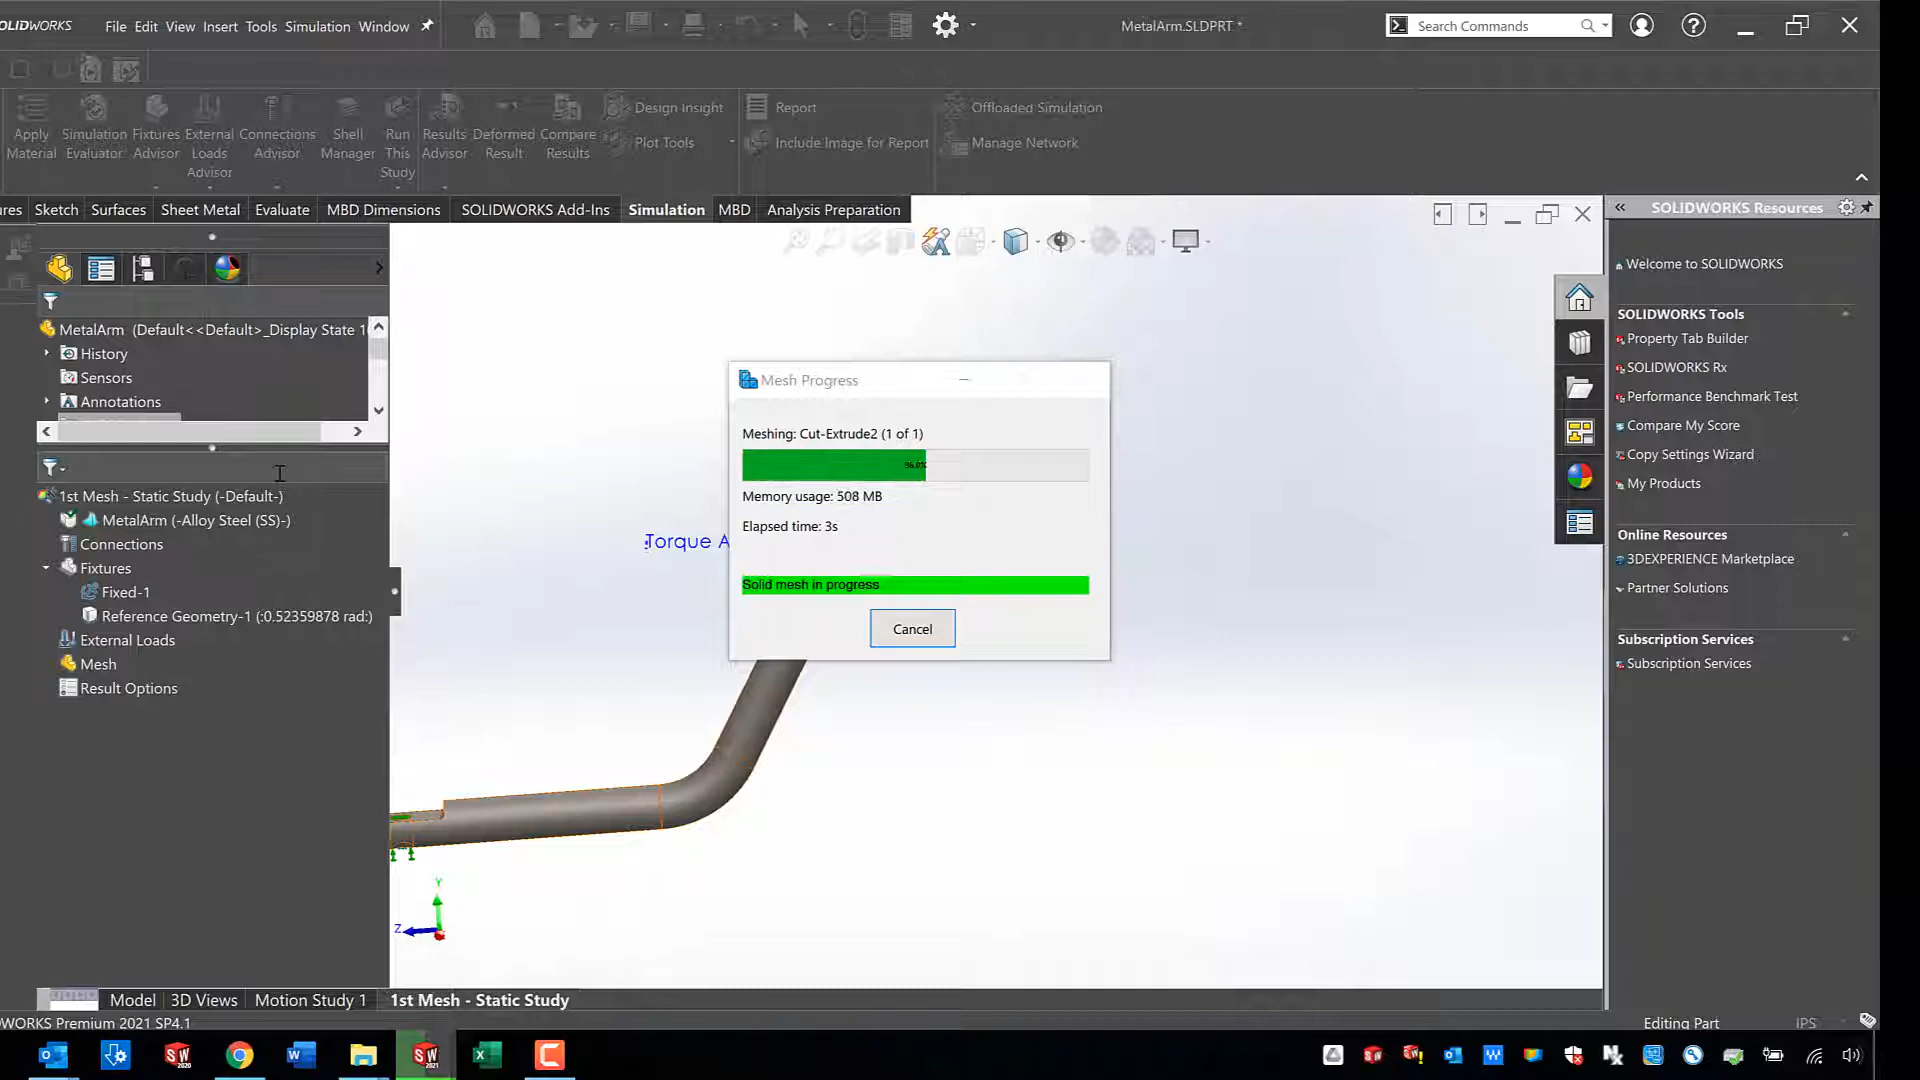 SOLIDWORKS File Edit View Insert Tools Simulation Window
MetalArm.SLDPRT *
Search Commands
Apply Material
Simulation Evaluator
Fixtures Advisor
External Loads Advisor
Connections Advisor
Shell Manager
Run This Study
Results Advisor
Deformed Result
Compare Results
Design Insight
Plot Tools
Report
Include Image for Report
Offloaded Simulation
Manage Network
ures Sketch Surfaces Sheet Metal Evaluate MBD Dimensions SOLIDWORKS Add-Ins Simulation MBD Analysis Preparation
MetalArm (Default<<Default>_Display State 1
History
Sensors
Annotations
1st Mesh - Static Study (-Default-)
MetalArm (-Alloy Steel (SS)-)
Connections
Fixtures
Fixed-1
Reference Geometry-1 (:0.52359878 rad:)
External Loads
Mesh
Result Options
Torque A
Mesh Progress
Meshing: Cut-Extrude2 (1 of 1)
Memory usage: 508 MB
Elapsed time: 3s
Solid mesh in progress
Cancel
Y
Z
SOLIDWORKS Resources
Welcome to SOLIDWORKS
SOLIDWORKS Tools
Property Tab Builder
SOLIDWORKS Rx
Performance Benchmark Test
Compare My Score
Copy Settings Wizard
My Products
Online Resources
3DEXPERIENCE Marketplace
Partner Solutions
Subscription Services
Subscription Services
Model 3D Views Motion Study 1 1st Mesh - Static Study
WORKS Premium 2021 SP4.1
Editing Part
IPS
SW 2020
SW 2021